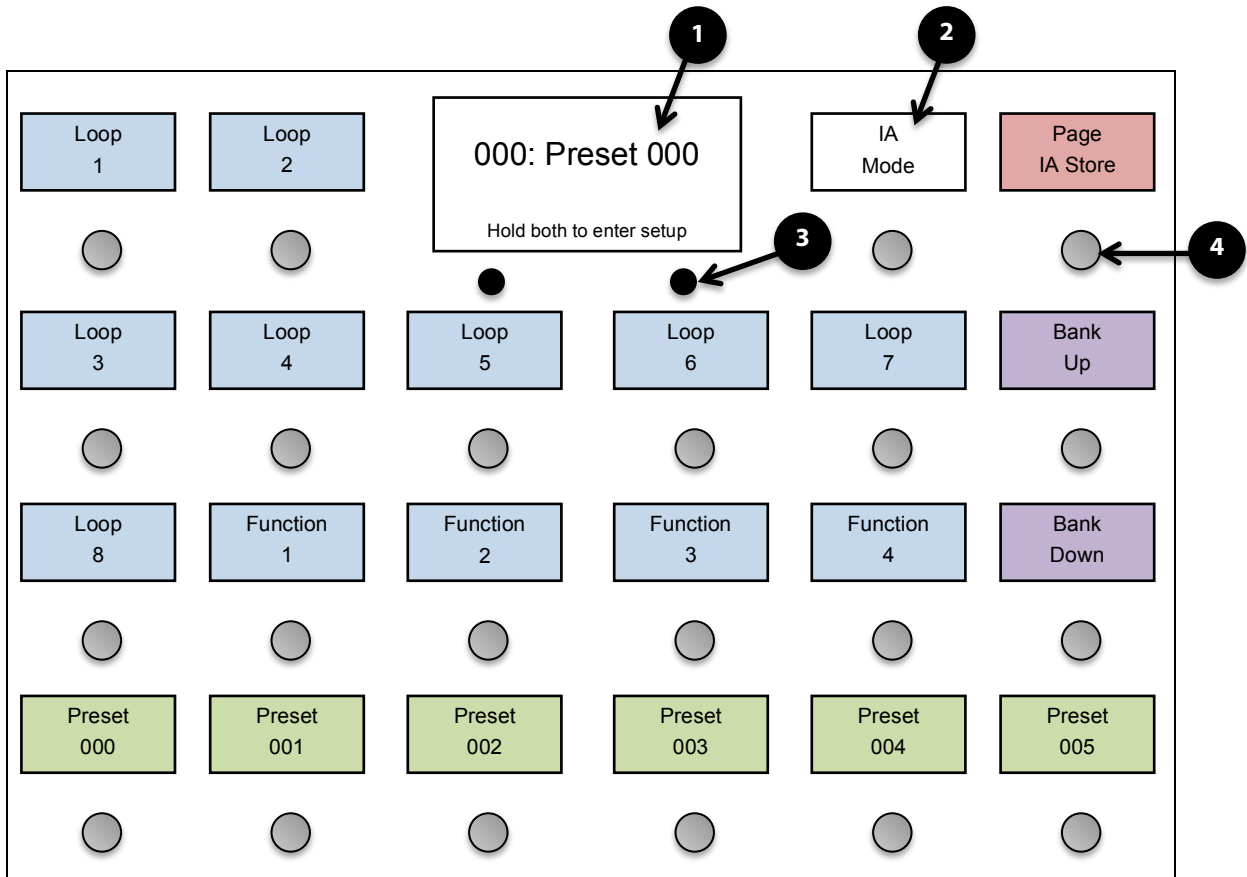 1
2
Loop
1
Loop
2
000: Preset 000
Hold both to enter setup
IA
Mode
Page
IA Store
3
4
Loop
3
Loop
4
Loop
5
Loop
6
Loop
7
Bank
Up
Loop
8
Function
1
Function
2
Function
3
Function
4
Bank
Down
Preset
000
Preset
001
Preset
002
Preset
003
Preset
004
Preset
005